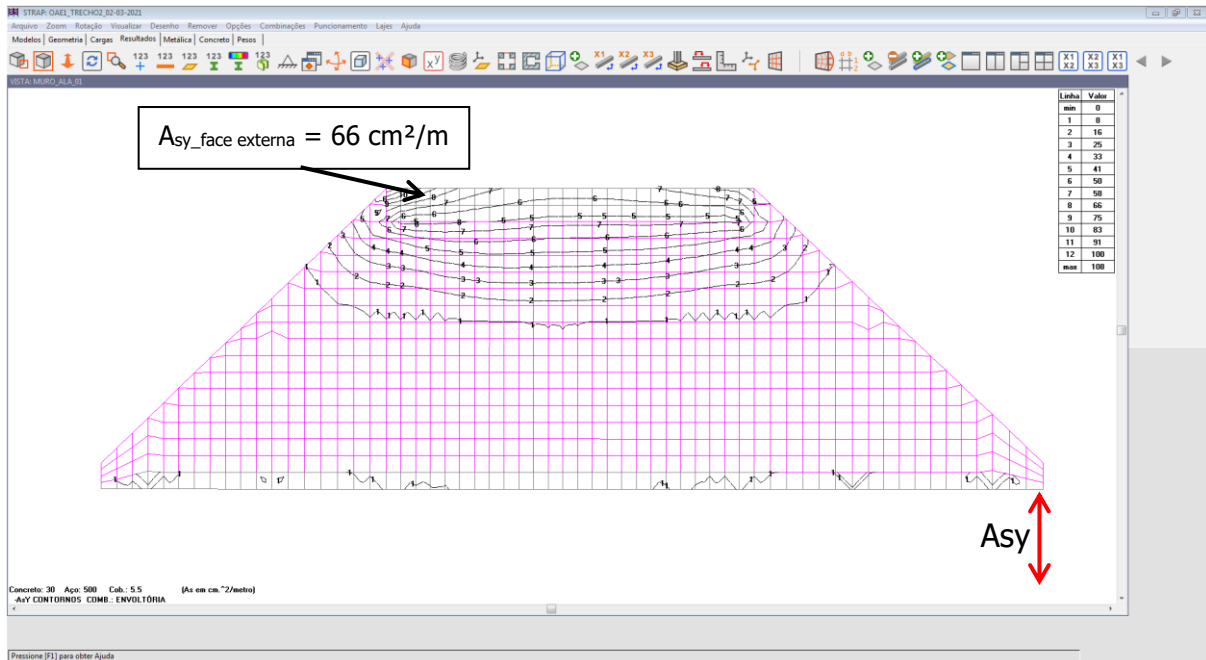 STRAP: OAE1_TRECHO2_02-03-2021
Arquivo Zoom Rotação Visualizar Desenho Remover Opções Combinações Puncionamento Lajes Ajuda
Modelos Geometria Cargas Resultados Metálica Concreto Pesos
VISTA: MURO_ALA_01
Linha Valor
min 0
1 8
2 16
3 25
4 33
5 41
6 50
7 58
8 66
9 75
10 83
11 91
12 100
max 108
Asy_face externa = 66 cm²/m
Asy
Concreto: 30 Aço: 500 Cob.: 5.5 (As em cm.^2/metro)
-AsY CONTORNOS COMB.: ENVOLTÓRIA
Pressione [F1] para obter Ajuda